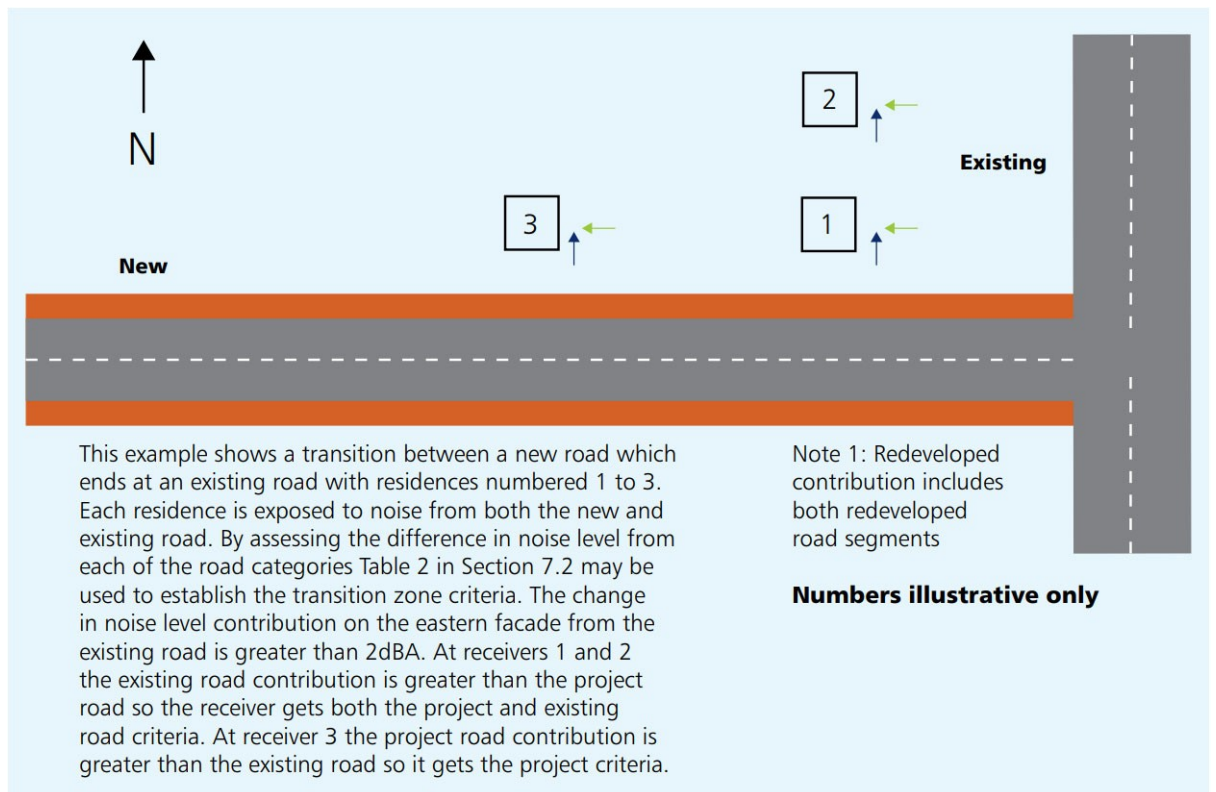 N
2
Existing
3
1
New
This example shows a transition between a new road which
ends at an existing road with residences numbered 1 to 3.
Each residence is exposed to noise from both the new and
existing road. By assessing the difference in noise level from
each of the road categories Table 2 in Section 7.2 may be
used to establish the transition zone criteria. The change
in noise level contribution on the eastern facade from the
existing road is greater than 2dBA. At receivers 1 and 2
the existing road contribution is greater than the project
road so the receiver gets both the project and existing
road criteria. At receiver 3 the project road contribution is
greater than the existing road so it gets the project criteria.
Note 1: Redeveloped
contribution includes
both redeveloped
road segments
Numbers illustrative only